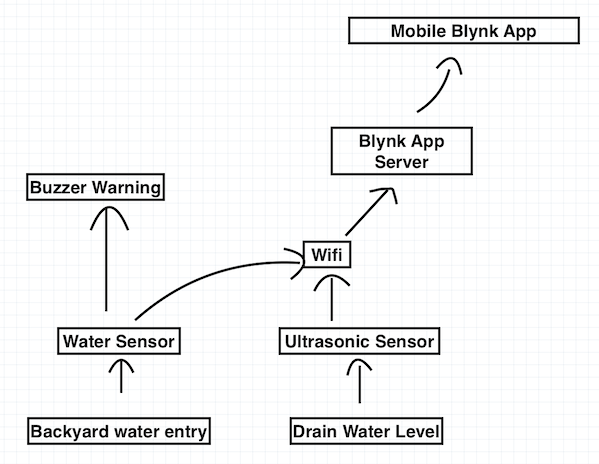 Mobile Blynk App
Blynk App
Server
Buzzer Warning
Wifi
Water Sensor
Ultrasonic Sensor
Backyard water entry
Drain Water Level